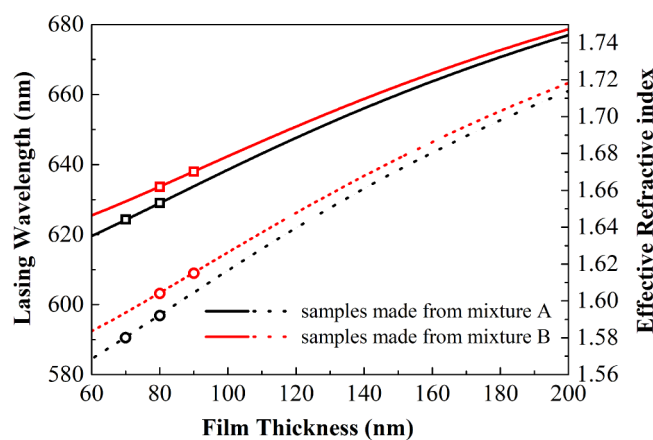 680
660
640
620
600
580
Lasing Wavelength (nm)
1.74
1.72
1.70
1.68
1.66
1.64
1.62
1.60
1.58
1.56
Effective Refractive index
samples made from mixture A
samples made from mixture B
60 80 100 120 140 160 180 200
Film Thickness (nm)